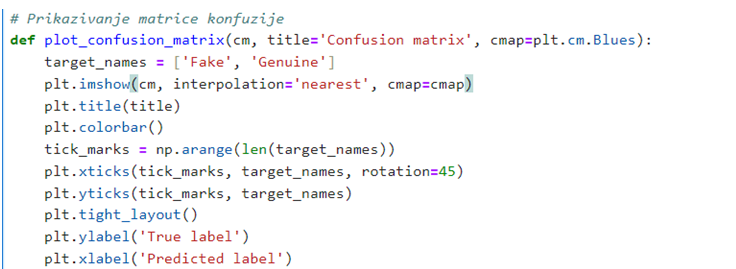 # Prikazivanje matrice konfuzije
def plot_confusion_matrix(cm, title='Confusion matrix', cmap=plt.cm.Blues):
    target_names = ['Fake', 'Genuine']
    plt.imshow(cm, interpolation='nearest', cmap=cmap)
    plt.title(title)
    plt.colorbar()
    tick_marks = np.arange(len(target_names))
    plt.xticks(tick_marks, target_names, rotation=45)
    plt.yticks(tick_marks, target_names)
    plt.tight_layout()
    plt.ylabel('True label')
    plt.xlabel('Predicted label')